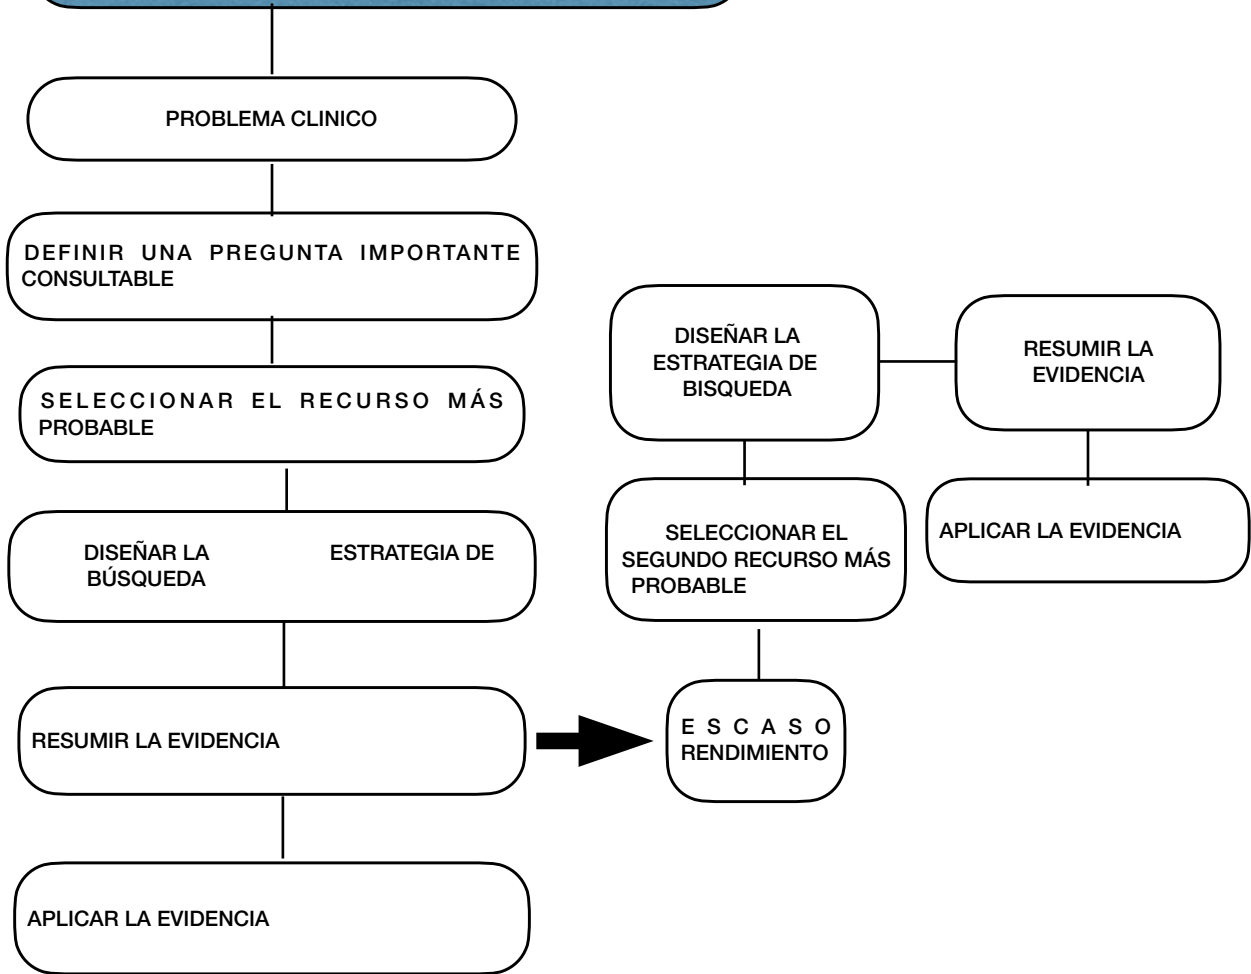 PROBLEMA CLINICO
DEFINIR UNA PREGUNTA IMPORTANTE
CONSULTABLE
SELECCIONAR EL RECURSO MÁS
PROBABLE
DISEÑAR LA ESTRATEGIA DE
BÚSQUEDA
RESUMIR LA EVIDENCIA
APLICAR LA EVIDENCIA
ESCASO
RENDIMIENTO
SELECCIONAR EL
SEGUNDO RECURSO MÁS
PROBABLE
DISEÑAR LA
ESTRATEGIA DE
BISQUEDA
RESUMIR LA
EVIDENCIA
APLICAR LA EVIDENCIA